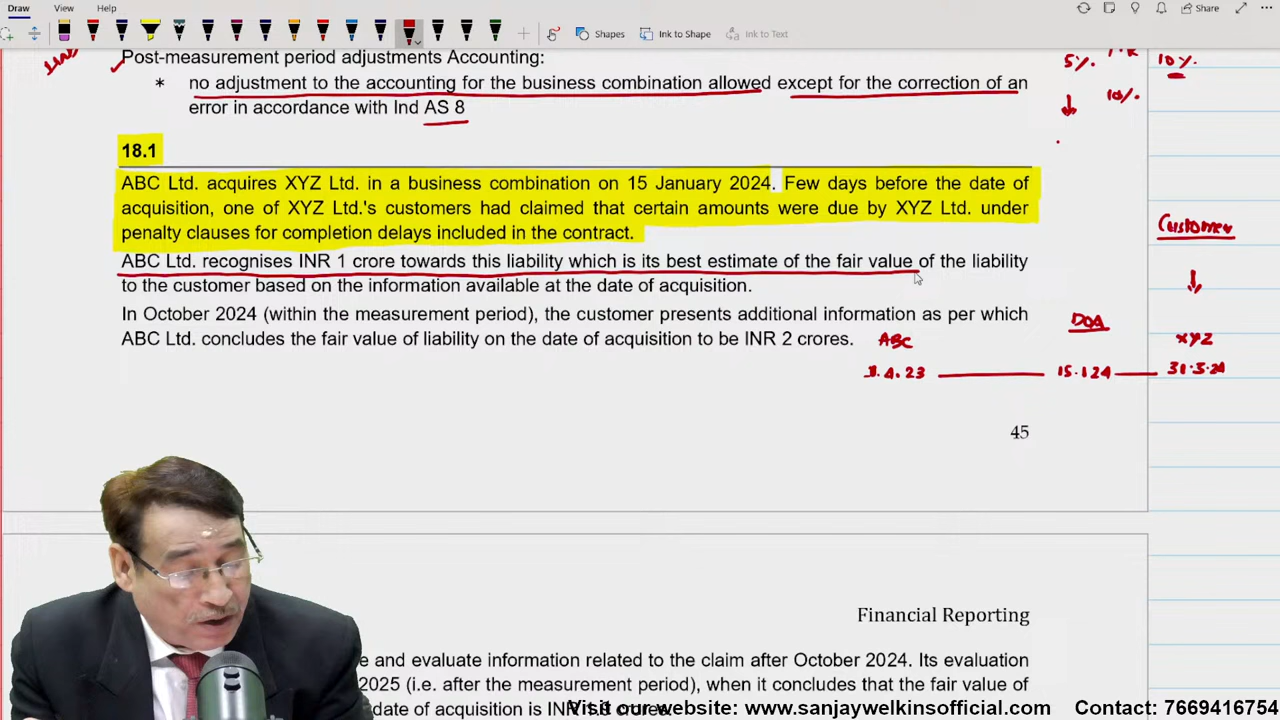 Draw View Help Share
Shapes Ink to Shape Ink to Text
Post-measurement period adjustments Accounting:
* no adjustment to the accounting for the business combination allowed except for the correction of an
error in accordance with Ind AS 8
5%. 10%.
10%.
18.1
ABC Ltd. acquires XYZ Ltd. in a business combination on 15 January 2024. Few days before the date of
acquisition, one of XYZ Ltd.'s customers had claimed that certain amounts were due by XYZ Ltd. under
penalty clauses for completion delays included in the contract.
Customer
ABC Ltd. recognises INR 1 crore towards this liability which is its best estimate of the fair value of the liability
to the customer based on the information available at the date of acquisition.
In October 2024 (within the measurement period), the customer presents additional information as per which
ABC Ltd. concludes the fair value of liability on the date of acquisition to be INR 2 crores.
ABC DOA XYZ
1.4.23 15.1.24 31.3.24
45
Financial Reporting
e and evaluate information related to the claim after October 2024. Its evaluation
2025 (i.e. after the measurement period), when it concludes that the fair value of
date of acquisition is INR crores.
Visit our website: www.sanjaywelkinsofficial.com Contact: 7669416754